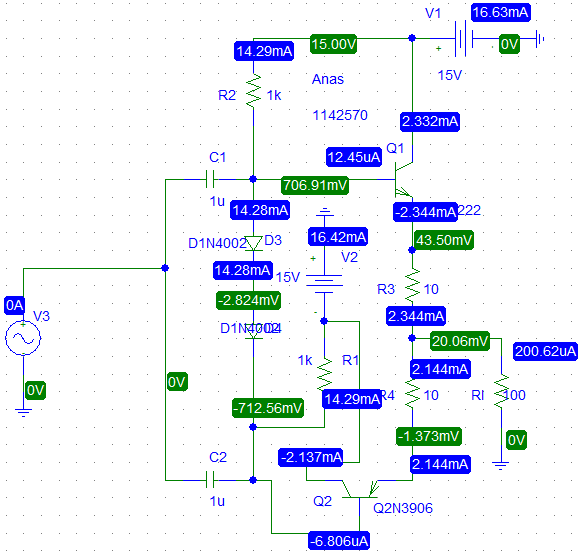 V1
16.63mA
14.29mA
15.00V
0V
+
15V
Anas
R2
1k
1142570
2.332mA
Q1
C1
12.45uA
706.91mV
1u
14.28mA
-2.344mA
222
16.42mA
43.50mV
D1N4002
D3
+
V2
14.28mA
15V
R3
10
-2.824mV
0A
V3
+
-
2.344mA
20.06mV
200.62uA
1k
R1
2.144mA
0V
0V
14.29mA
R4
10
Rl
100
-712.56mV
-1.373mV
0V
C2
-2.137mA
2.144mA
1u
Q2
Q2N3906
-6.806uA